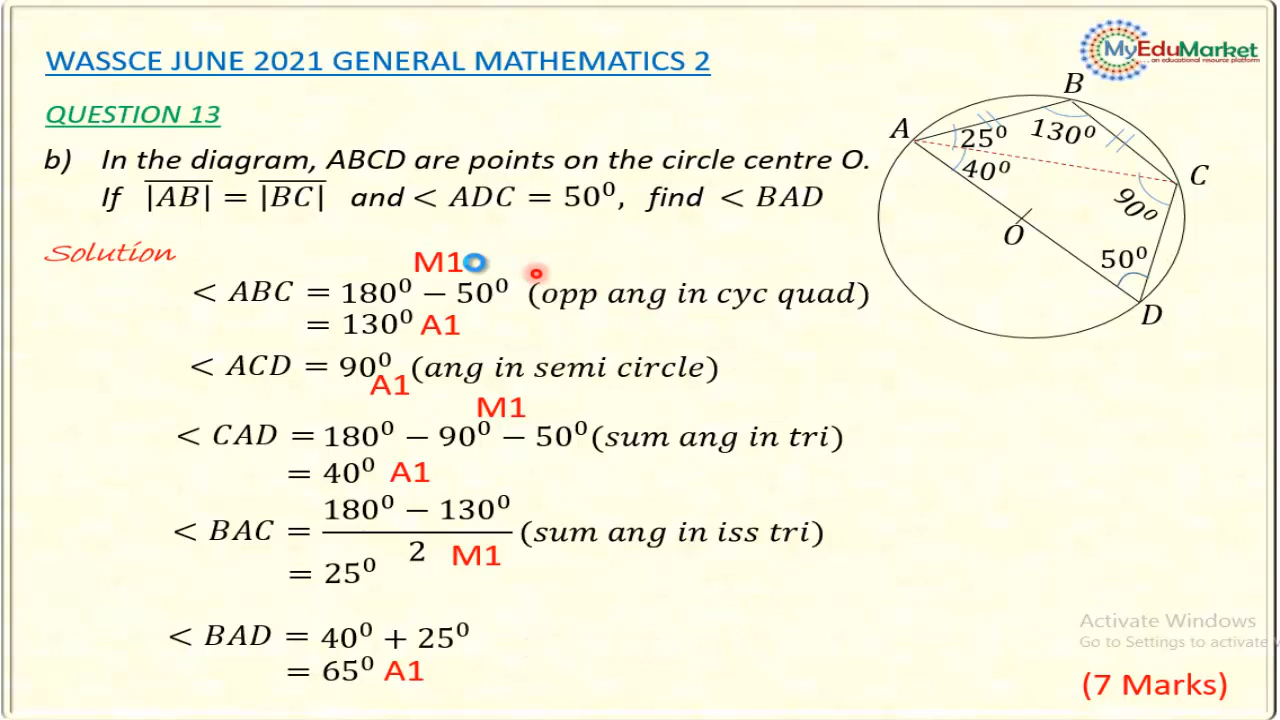 WASSCE JUNE 2021 GENERAL MATHEMATICS 2
MyEduMarket
...an educational resource platform
QUESTION 13
b) In the diagram, ABCD are points on the circle centre O.
If |AB| = |BC| and < ADC = 50⁰, find < BAD
Solution
M1
< ABC = 180⁰ − 50⁰ (opp ang in cyc quad)
= 130⁰ A1
< ACD = 90⁰ (ang in semi circle)
A1
M1
< CAD = 180⁰ − 90⁰ − 50⁰(sum ang in tri)
= 40⁰ A1
< BAC = 180⁰ − 130⁰ (sum ang in iss tri)
2 M1
= 25⁰
< BAD = 40⁰ + 25⁰
= 65⁰ A1
B
A
25⁰
130⁰
40⁰
C
90⁰
O
50⁰
D
Activate Windows
Go to Settings to activate W
(7 Marks)